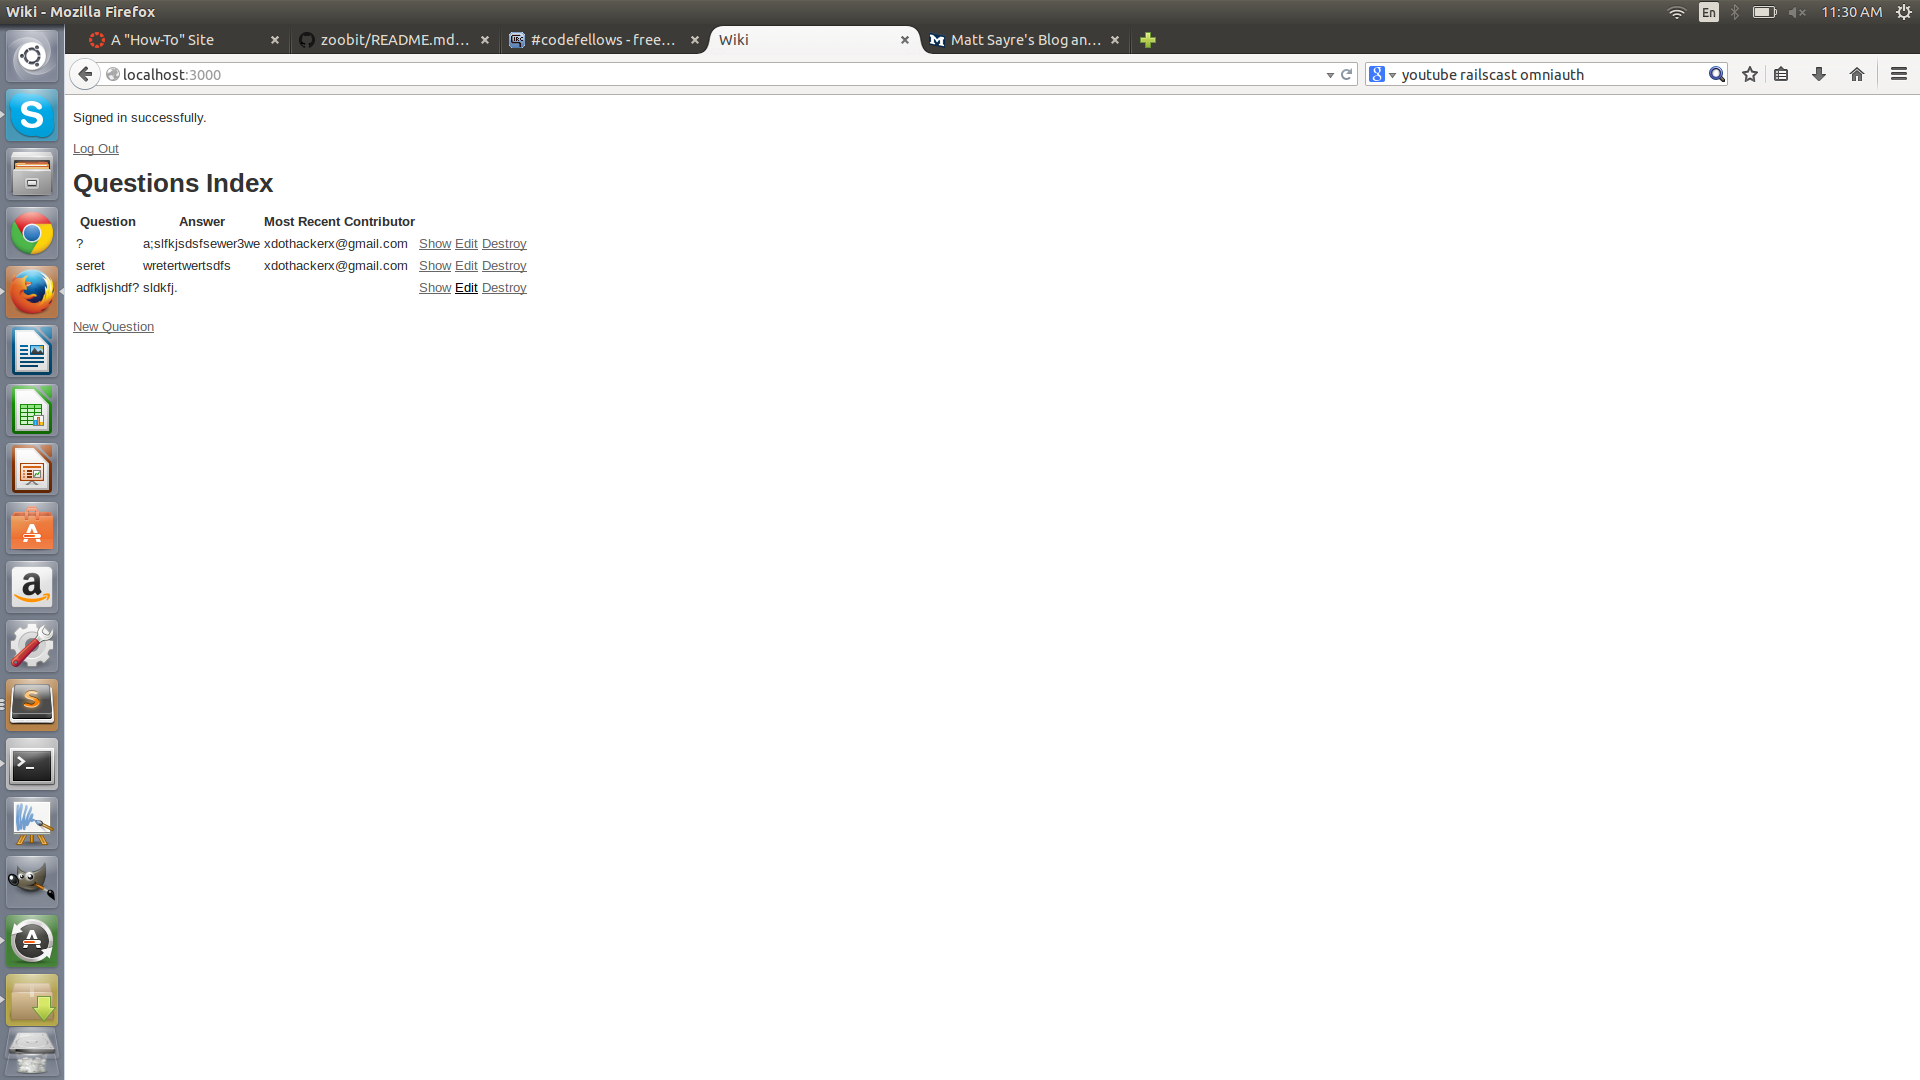 Wiki - Mozilla Firefox
En
11:30 AM
A "How-To" Site
zoobit/README.md...
#codefellows - free...
Wiki
Matt Sayre's Blog an...
localhost:3000
youtube railscast omniauth
Signed in successfully.
Log Out
Questions Index
Question Answer Most Recent Contributor
? a;slfkjsdsfsewer3we xdothackerx@gmail.com Show Edit Destroy
seret wretertwertsdfs xdothackerx@gmail.com Show Edit Destroy
adfkljshdf? sldkfj. Show Edit Destroy
New Question